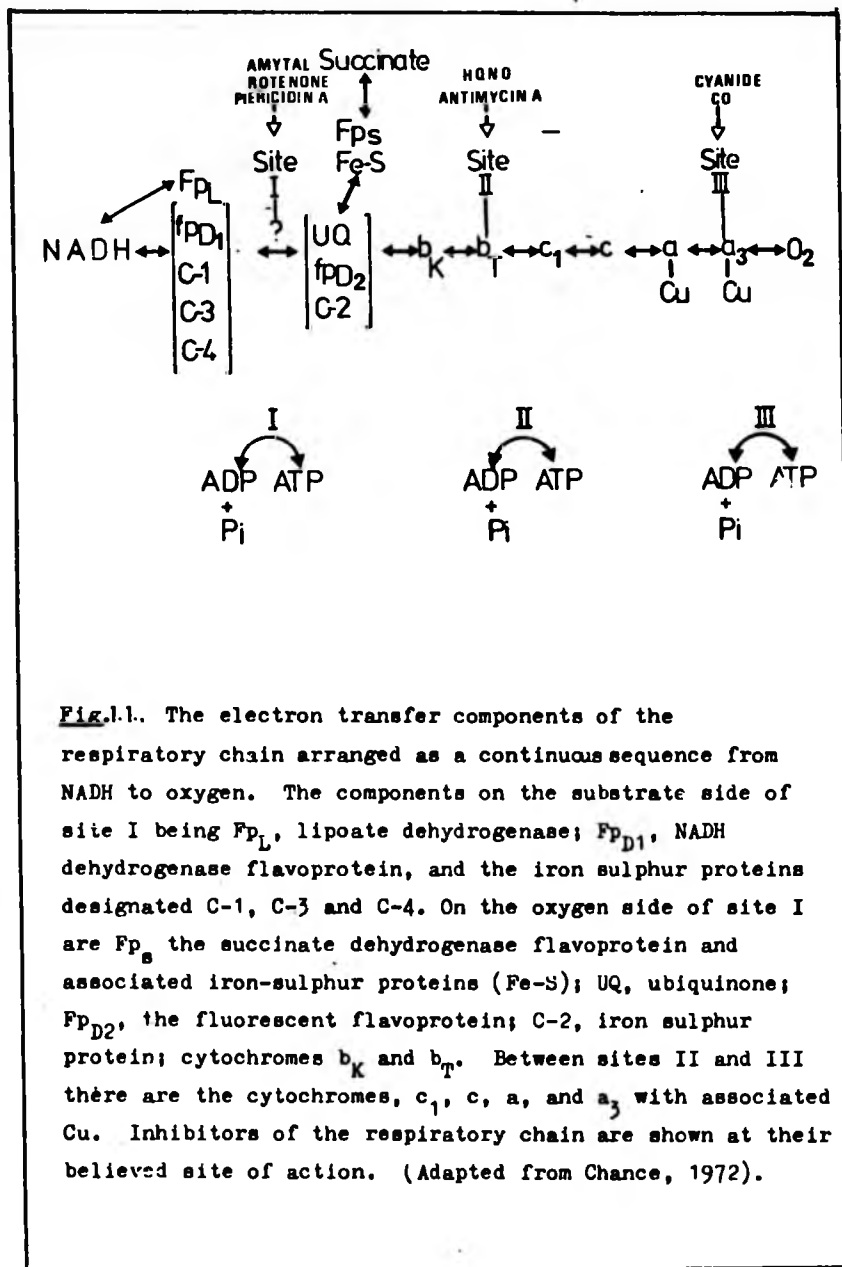 AMYTAL Succinate HQNO CYANIDE
ROTENONE ANTIMYCIN A CO
PIERICIDIN A
Fps
Site Fe-S Site Site
FpL I II III
?
NADH [fpD1 [UQ bK bT c1 c a a3 O2
C-1 fpD2 Cu Cu
C-3 C-2]
C-4]
I II III
ADP ATP ADP ATP ADP ATP
+ + +
Pi Pi Pi
Fig.1.1.. The electron transfer components of the
respiratory chain arranged as a continuous sequence from
NADH to oxygen. The components on the substrate side of
site I being FpL, lipoate dehydrogenase; FpD1, NADH
dehydrogenase flavoprotein, and the iron sulphur proteins
designated C-1, C-3 and C-4. On the oxygen side of site I
are Fps the succinate dehydrogenase flavoprotein and
associated iron-sulphur proteins (Fe-S); UQ, ubiquinone;
FpD2, the fluorescent flavoprotein; C-2, iron sulphur
protein; cytochromes bK and bT. Between sites II and III
there are the cytochromes, c1, c, a, and a3 with associated
Cu. Inhibitors of the respiratory chain are shown at their
believed site of action. (Adapted from Chance, 1972).